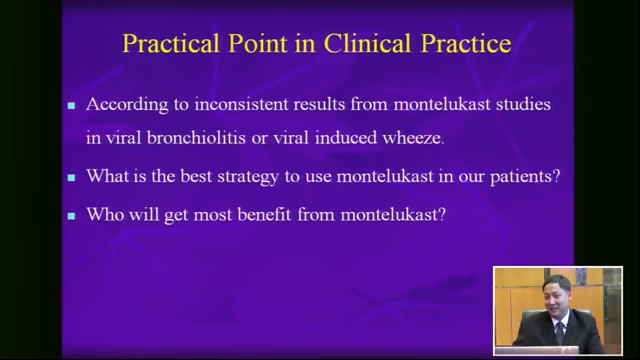 Practical Point in Clinical Practice
According to inconsistent results from montelukast studies
in viral bronchiolitis or viral induced wheeze.
What is the best strategy to use montelukast in our patients?
Who will get most benefit from montelukast?